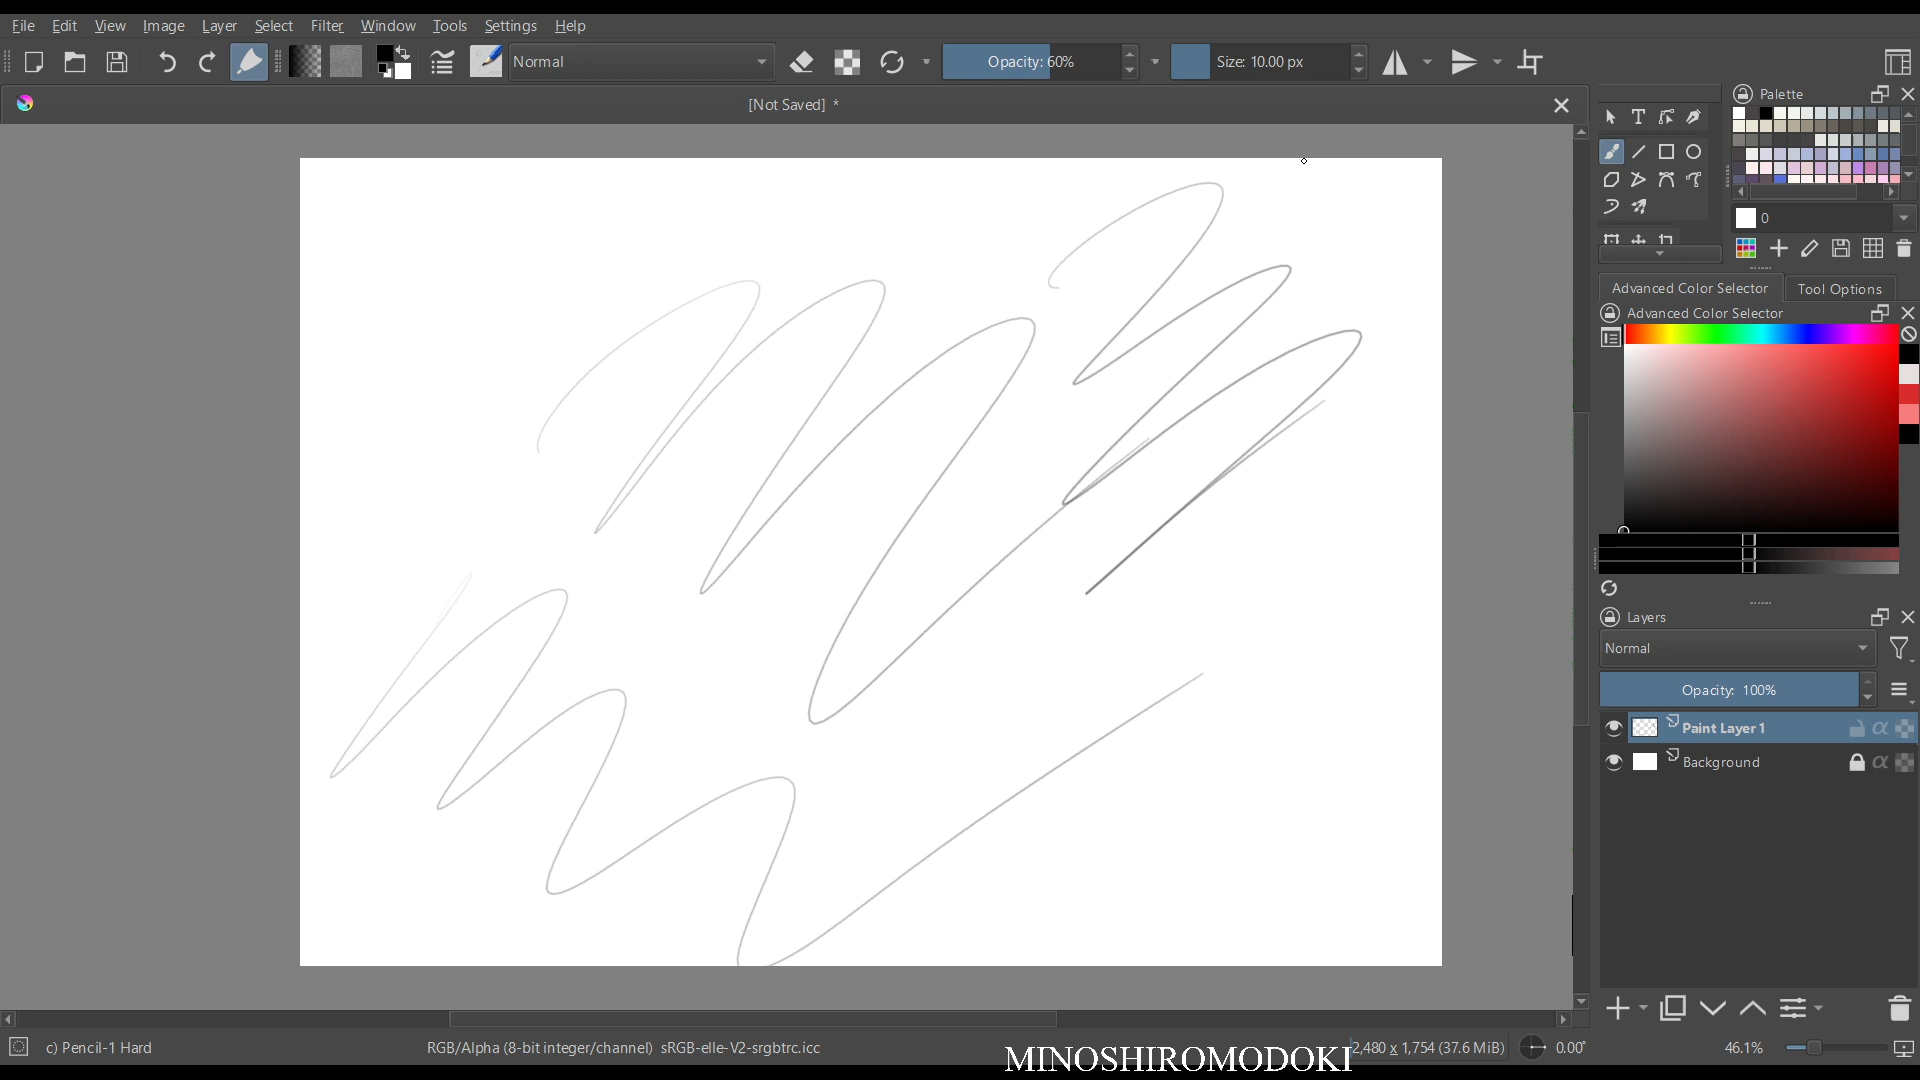 File Edit View Image Layer Select Filter Window Tools Settings Help
Normal Opacity: 60% Size: 10.00 px
[Not Saved] *
Palette
0
Advanced Color Selector Tool Options
Advanced Color Selector
Layers
Normal
Opacity: 100%
Paint Layer 1
Background
c) Pencil-1 Hard RGB/Alpha (8-bit integer/channel) sRGB-elle-V2-srgbtrc.icc 2,480 x 1,754 (37.6 MiB) 0.00° 46.1%
MINOSHIROMODOKI